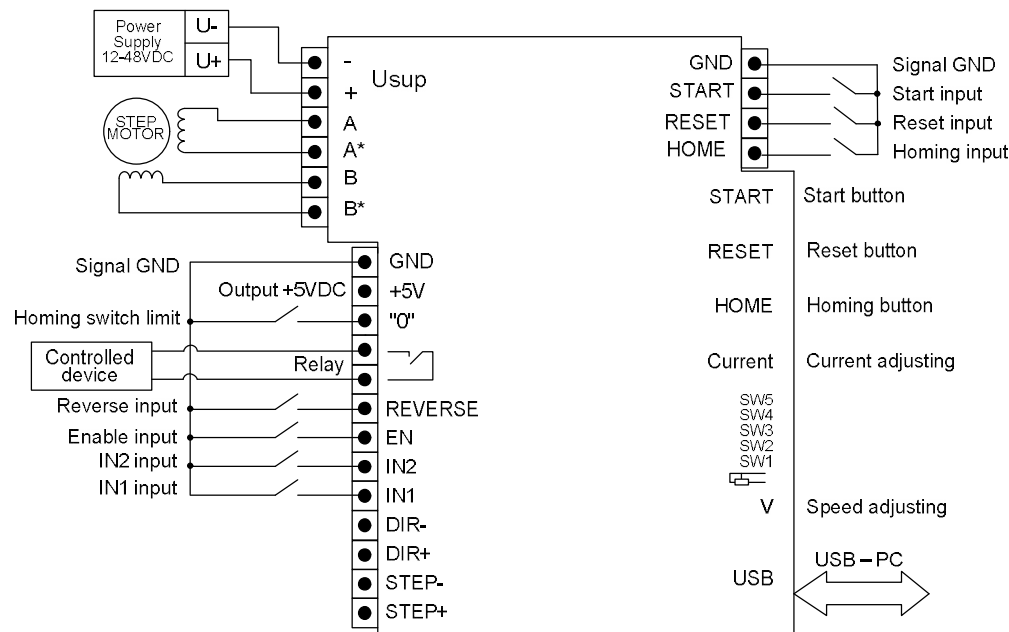 Power
Supply
12-48VDC
U-
U+
STEP
MOTOR
-
+
Usup
A
A*
B
B*
GND
START
RESET
HOME
Signal GND
Start input
Reset input
Homing input
START
Start button
RESET
Reset button
HOME
Homing button
Current
Current adjusting
SW5
SW4
SW3
SW2
SW1
V
Speed adjusting
USB
USB – PC
Signal GND
GND
Output +5VDC
+5V
Homing switch limit
"0"
Controlled
device
Relay
Reverse input
REVERSE
Enable input
EN
IN2 input
IN2
IN1 input
IN1
DIR-
DIR+
STEP-
STEP+